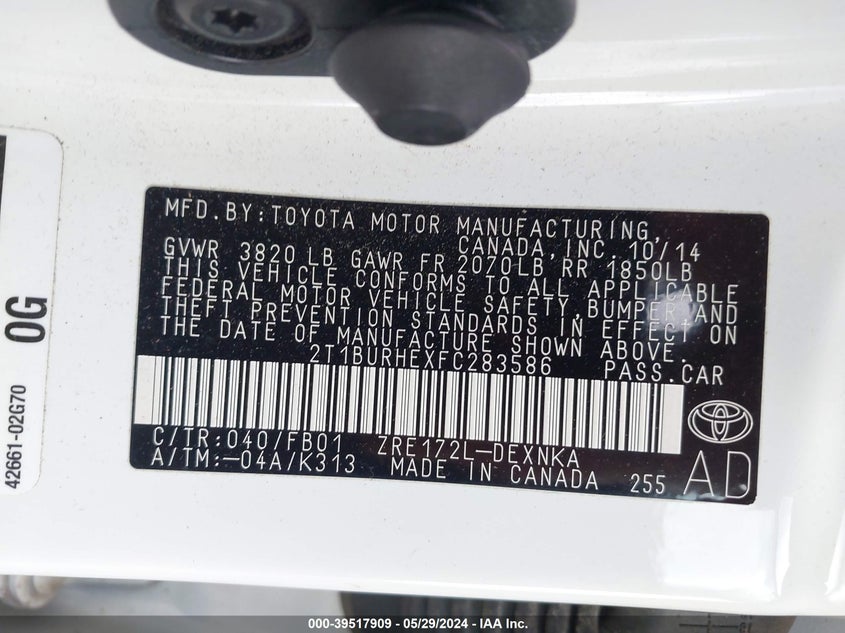 MFD.BY:TOYOTA MOTOR MANUFACTURING
CANADA,INC. 10/14
GVWR 3820 LB GAWR FR 2070LB RR 1850LB
THIS VEHICLE CONFORMS TO ALL APPLICABLE
FEDERAL MOTOR VEHICLE SAFETY,BUMPER,AND
THEFT PREVENTION STANDARDS IN EFFECT ON
THE DATE OF MANUFACTURE SHOWN ABOVE.
2T1BURHEXFC283586 PASS.CAR
C/TR:040/FB01 ZRE172L-DEXNKA
A/TM:-04A/K313 MADE IN CANADA 255 AD
42661-02G70 0G
000-39517909 / 05/29/2024 - IAA Inc.